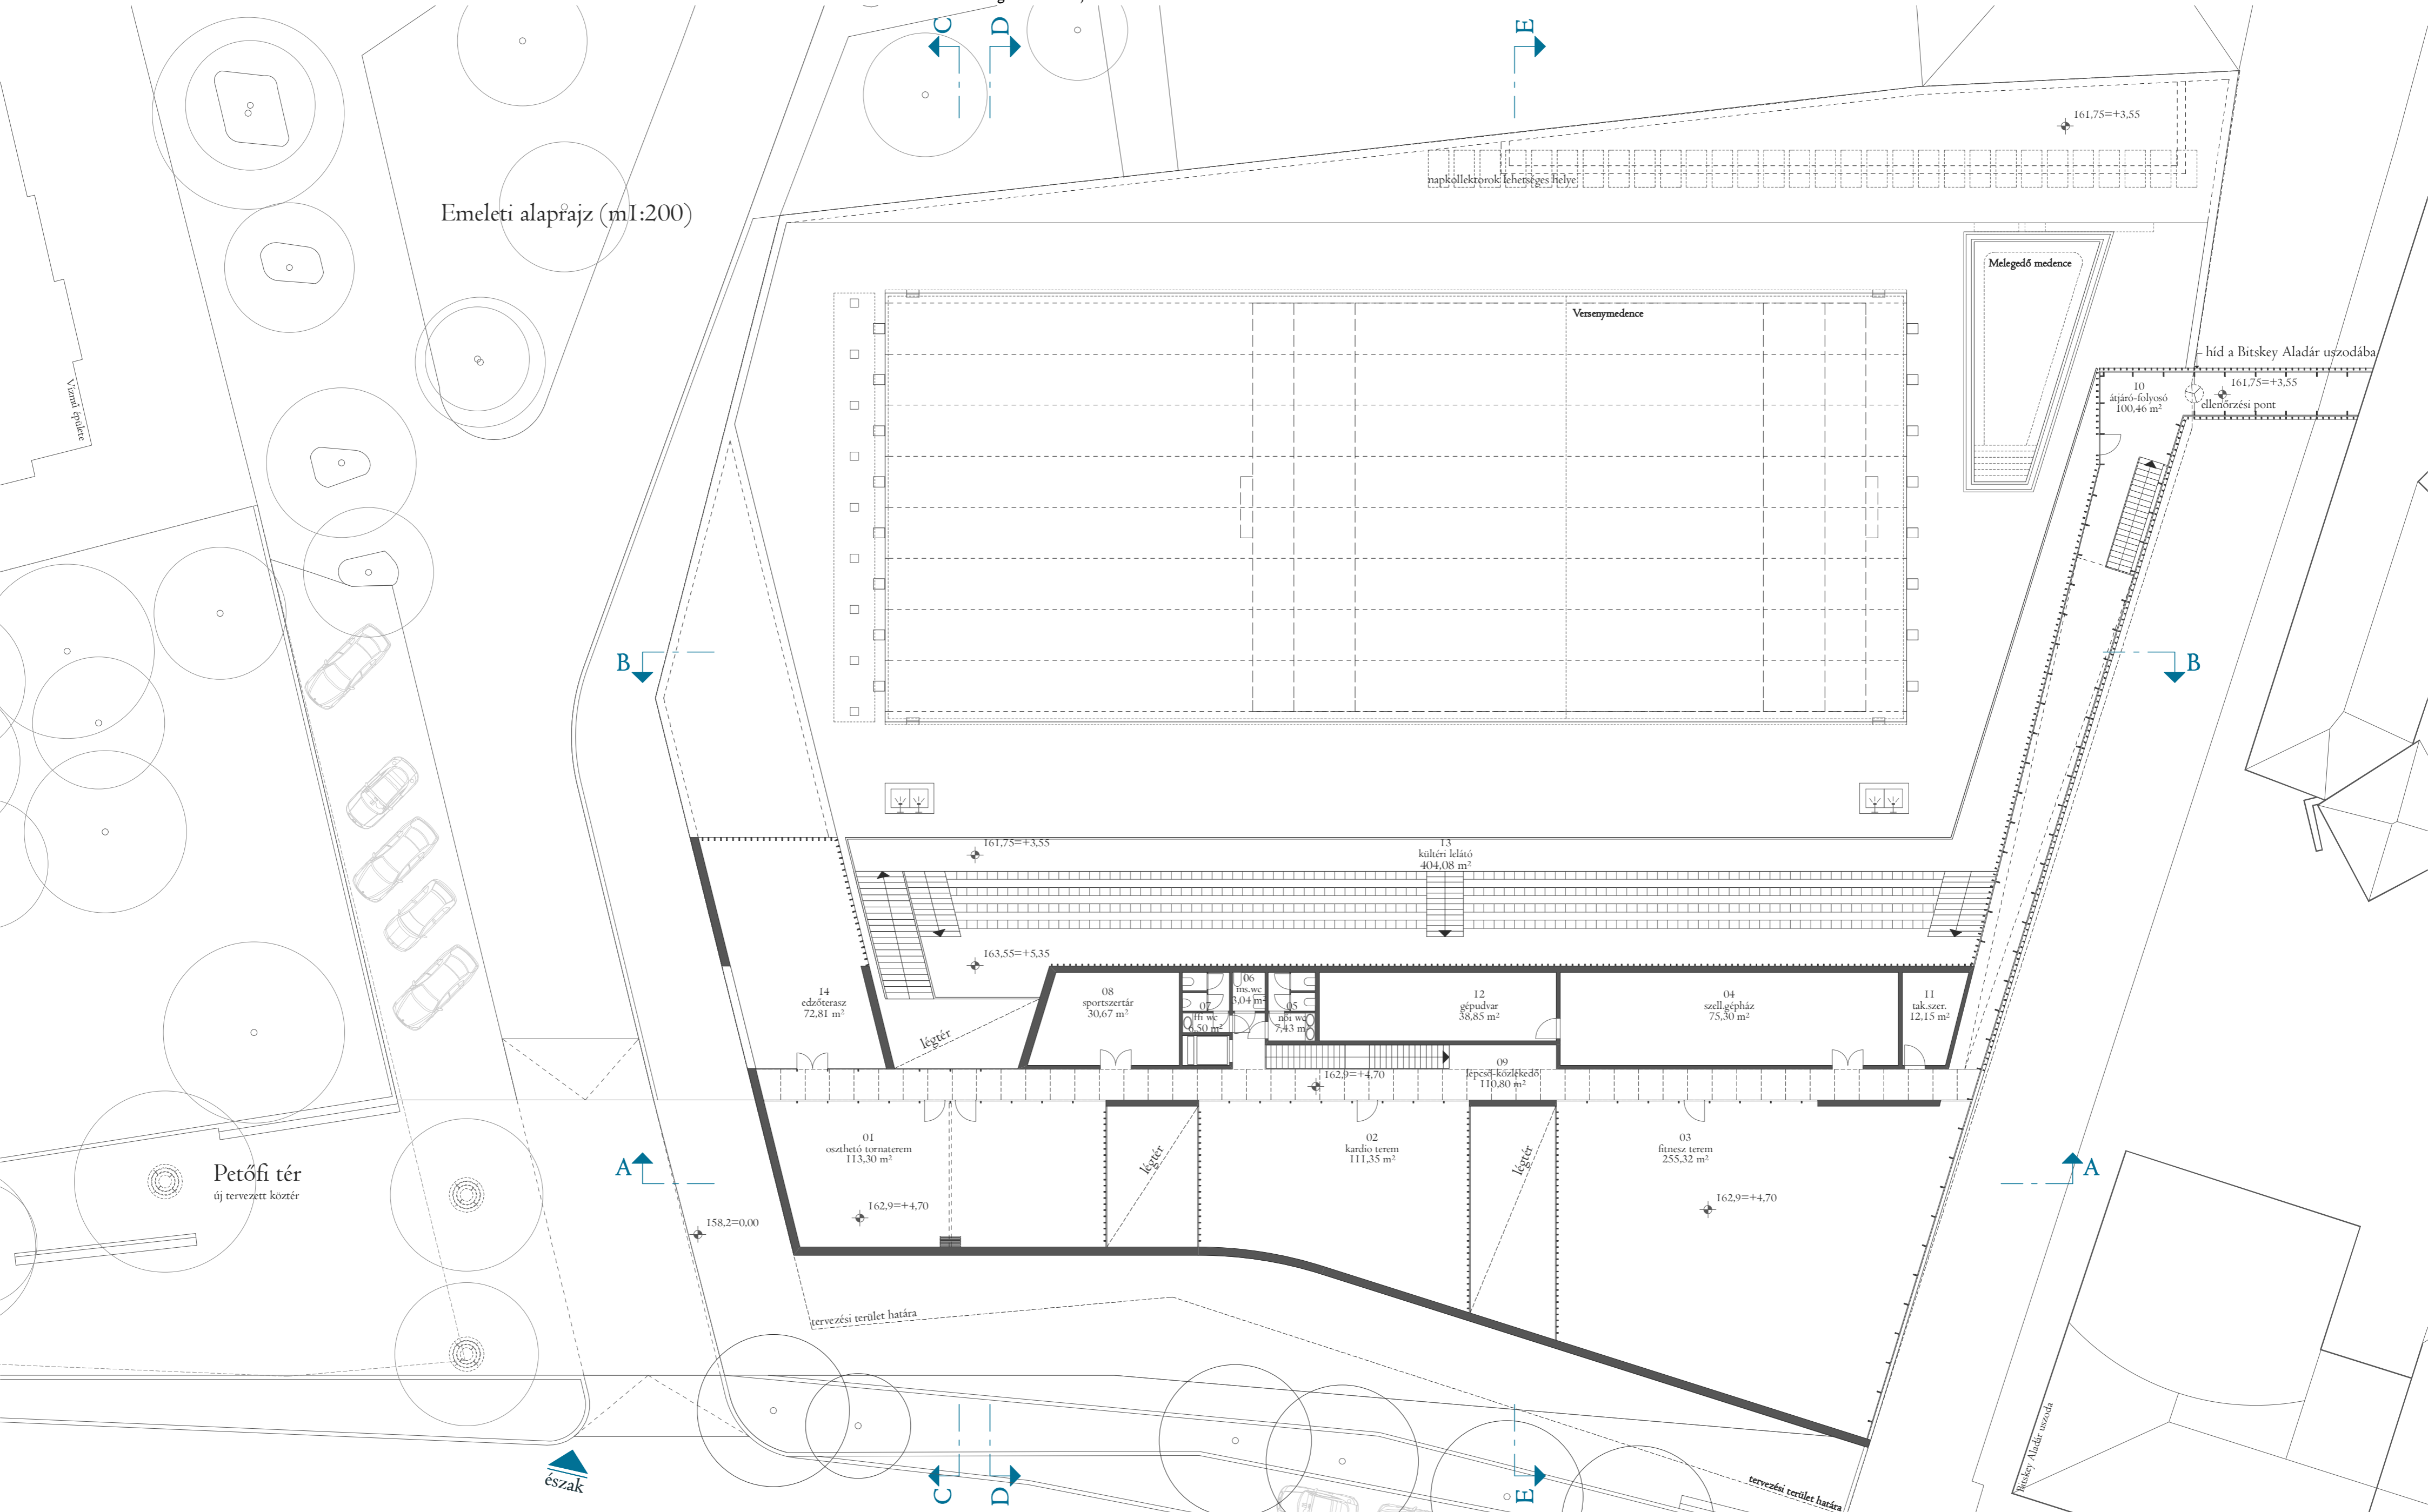 C
D
E
161,75=+3,55
napkollektorok lehetséges helye
Emeleti alaprajz (m1:200)
Melegedő medence
Versenymedence
híd a Bitskey Aladár uszodába
Vízmű épülete
10
átjáró-folyosó
100,46 m²
161,75=+3,55
ellenőrzési pont
B
B
161,75=+3,55
13
kültéri lelátó
404,08 m²
163,55=+5,35
14
edzőterasz
72,81 m²
légtér
08
sportszertár
30,67 m²
07
ffi wc
6,50 m²
06
ms.wc
3,04 m²
05
női wc
7,43 m²
12
gépudvar
38,85 m²
04
szell.gépház
75,30 m²
11
tak.szer.
12,15 m²
09
lépcső-közlekedő
110,80 m²
162,9=+4,70
01
osztható tornaterem
113,30 m²
légtér
02
kardio terem
111,35 m²
légtér
03
fitnesz terem
255,32 m²
A
A
Petőfi tér
új tervezett köztér
162,9=+4,70
162,9=+4,70
158,2=0,00
tervezési terület határa
Bitskey Aladár uszoda
észak
C
D
E
tervezési terület határa